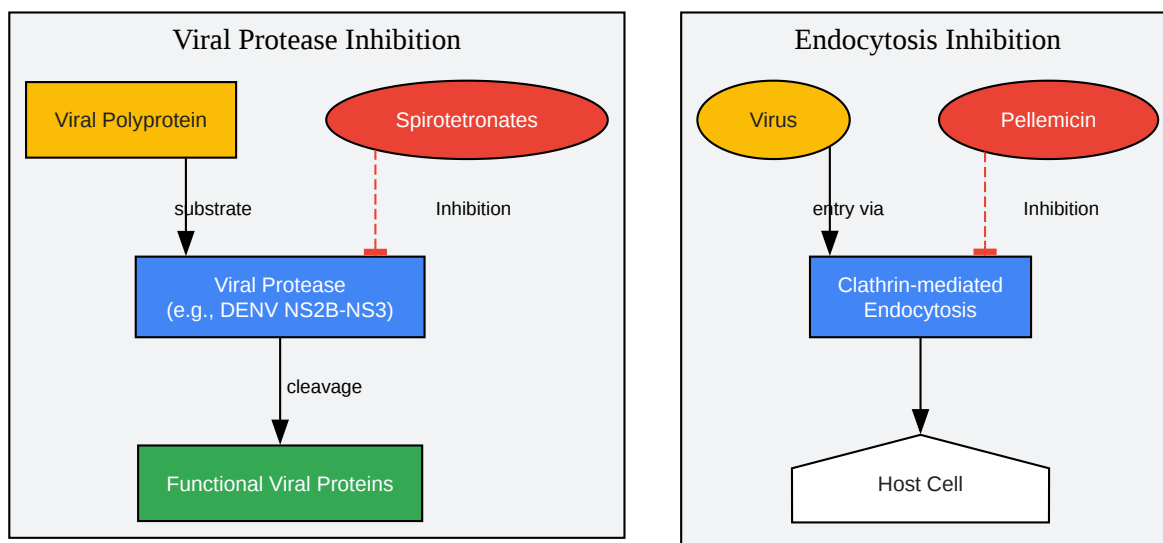 Viral Protease Inhibition
Viral Polyprotein
Spirotetronates
substrate
Inhibition
Viral Protease
(e.g., DENV NS2B-NS3)
cleavage
Functional Viral Proteins
Endocytosis Inhibition
Virus
Pellemicin
entry via
Inhibition
Clathrin-mediated
Endocytosis
Host Cell